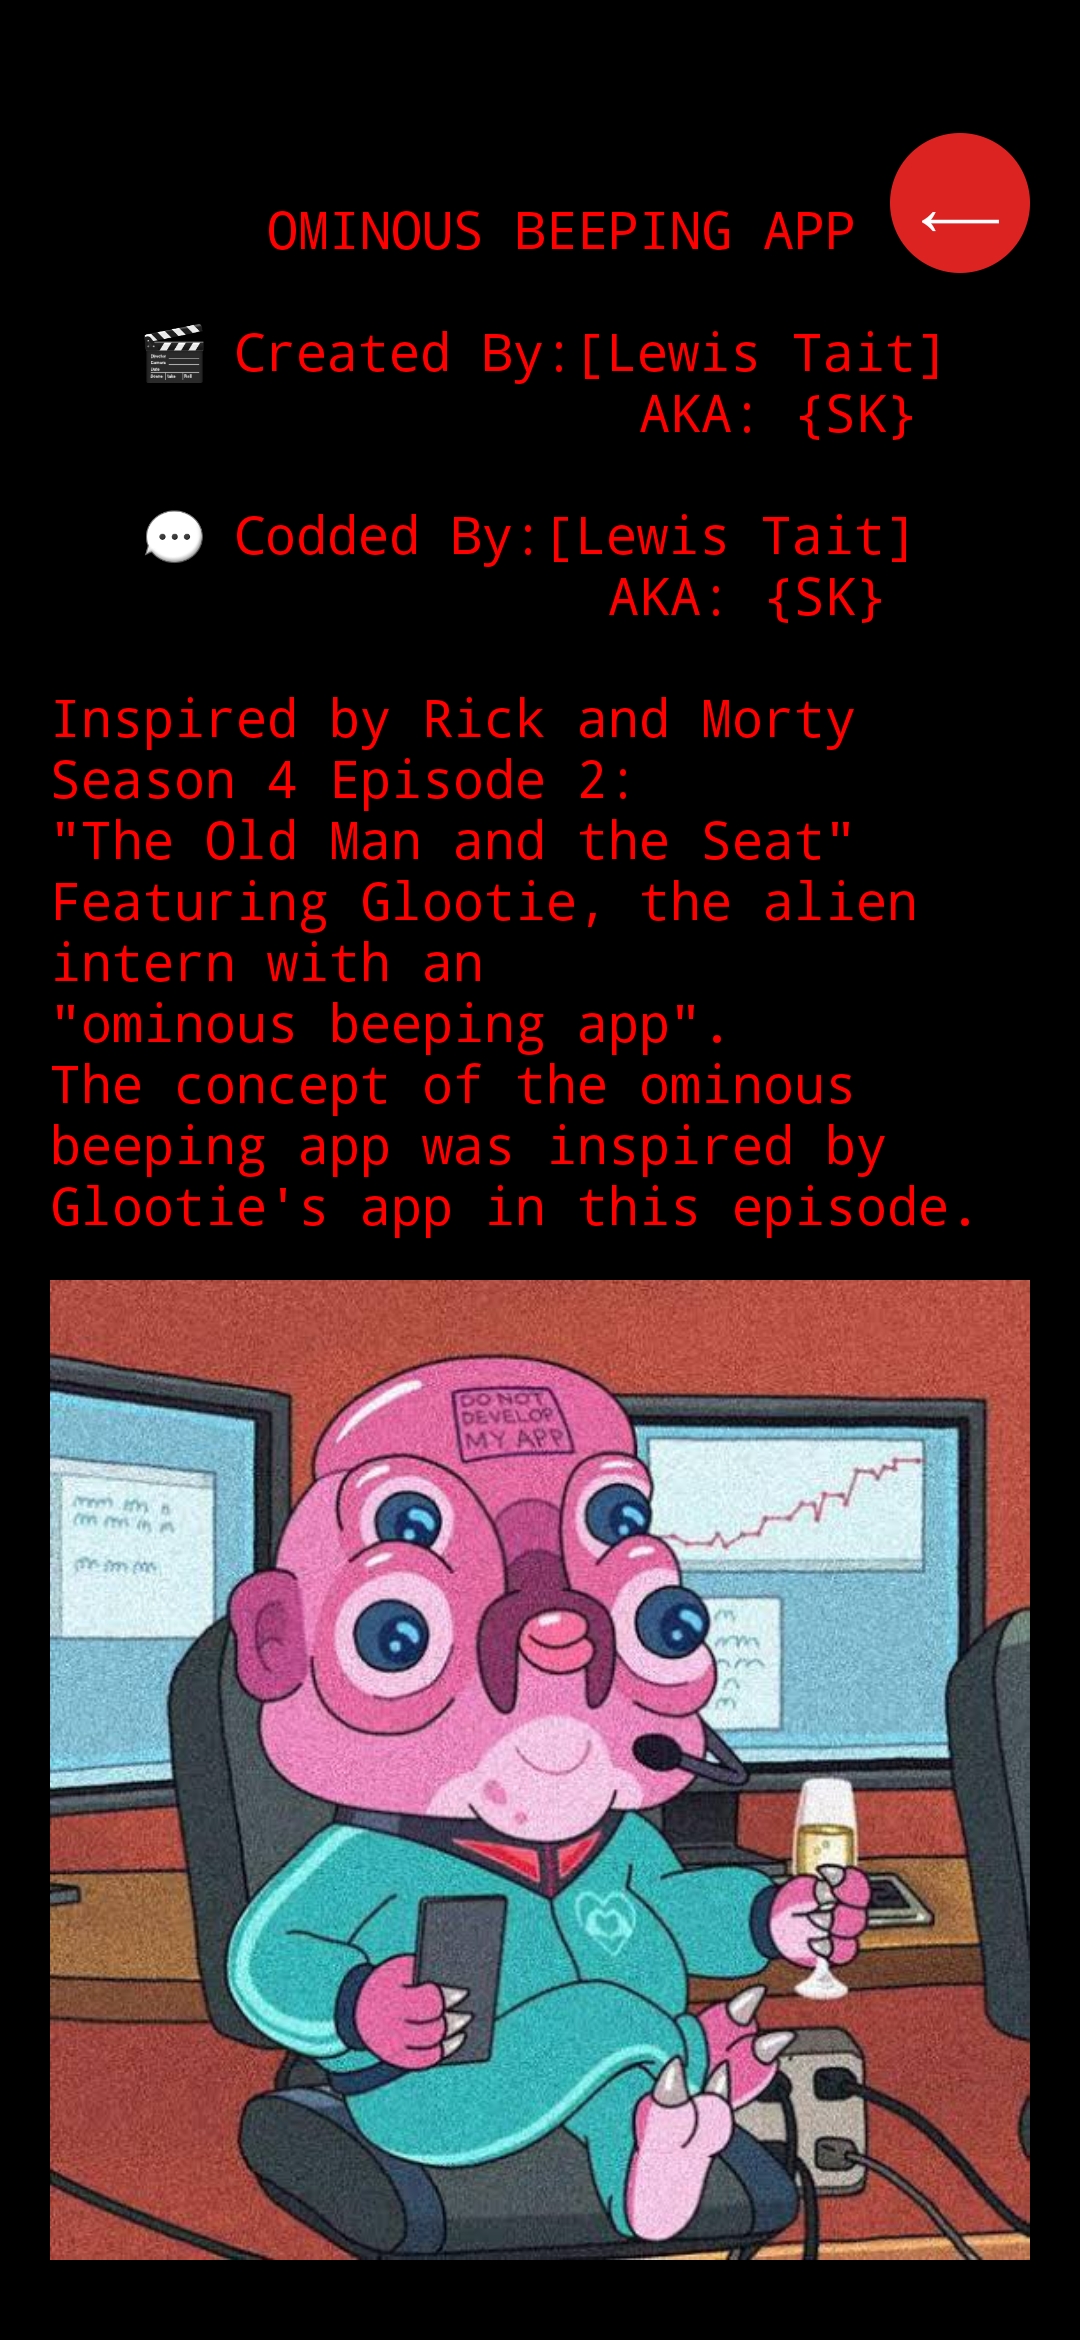 OMINOUS BEEPING APP
←
🎬 Created By:[Lewis Tait]
AKA: {SK}
💬 Codded By:[Lewis Tait]
AKA: {SK}
Inspired by Rick and Morty
Season 4 Episode 2:
"The Old Man and the Seat"
Featuring Glootie, the alien
intern with an
"ominous beeping app".
The concept of the ominous
beeping app was inspired by
Glootie's app in this episode.
DO NOT
DEVELOP
MY APP